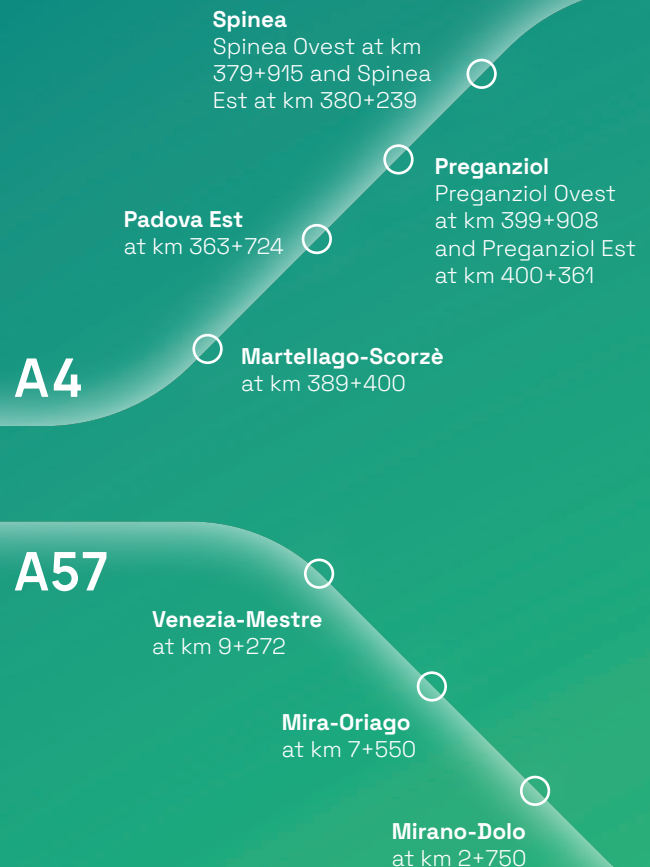 Spinea
Spinea Ovest at km
379+915 and Spinea
Est at km 380+239
Preganziol
Preganziol Ovest
at km 399+908
and Preganziol Est
at km 400+361
Padova Est
at km 363+724
Martellago-Scorzè
at km 389+400
A4
A57
Venezia-Mestre
at km 9+272
Mira-Oriago
at km 7+550
Mirano-Dolo
at km 2+750